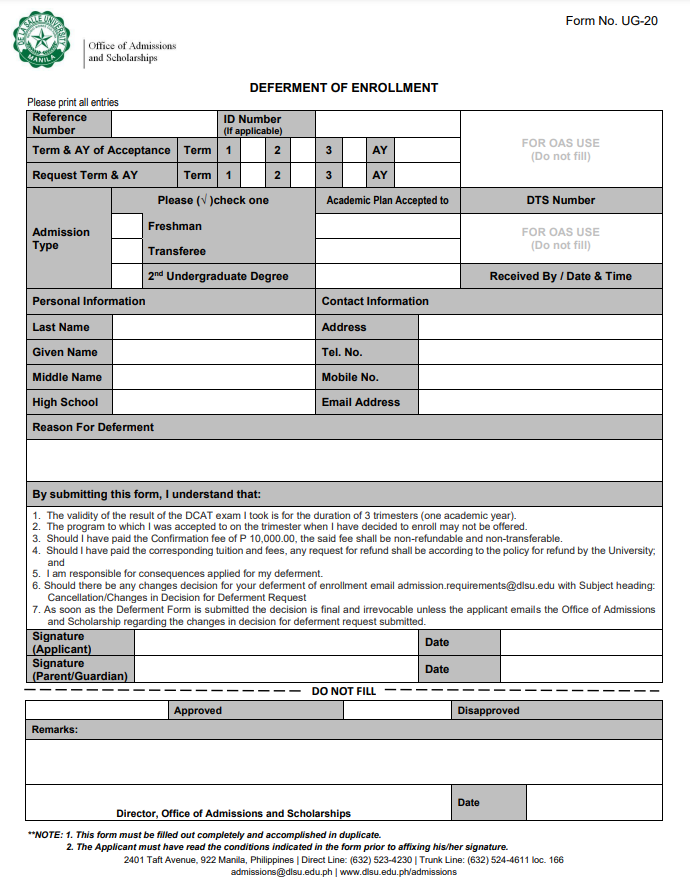 Form No. UG-20
DE LA SALLE UNIVERSITY
MANILA
Office of Admissions
and Scholarships
DEFERMENT OF ENROLLMENT
Please print all entries
Reference
Number
ID Number
(If applicable)
FOR OAS USE
(Do not fill)
Term & AY of Acceptance Term 1 2 3 AY
Request Term & AY Term 1 2 3 AY
Admission
Type
Please (√ )check one
Academic Plan Accepted to
DTS Number
Freshman
Transferee
2nd Undergraduate Degree
FOR OAS USE
(Do not fill)
Received By / Date & Time
Personal Information Contact Information
Last Name Address
Given Name Tel. No.
Middle Name Mobile No.
High School Email Address
Reason For Deferment
By submitting this form, I understand that:
1. The validity of the result of the DCAT exam I took is for the duration of 3 trimesters (one academic year).
2. The program to which I was accepted to on the trimester when I have decided to enroll may not be offered.
3. Should I have paid the Confirmation fee of P 10,000.00, the said fee shall be non-refundable and non-transferable.
4. Should I have paid the corresponding tuition and fees, any request for refund shall be according to the policy for refund by the University;
and
5. I am responsible for consequences applied for my deferment.
6. Should there be any changes decision for your deferment of enrollment email admission.requirements@dlsu.edu with Subject heading:
Cancellation/Changes in Decision for Deferment Request
7. As soon as the Deferment Form is submitted the decision is final and irrevocable unless the applicant emails the Office of Admissions
and Scholarship regarding the changes in decision for deferment request submitted.
Signature
(Applicant)
Date
Signature
(Parent/Guardian)
Date
DO NOT FILL
Approved Disapproved
Remarks:
Director, Office of Admissions and Scholarships
Date
**NOTE: 1. This form must be filled out completely and accomplished in duplicate.
2. The Applicant must have read the conditions indicated in the form prior to affixing his/her signature.
2401 Taft Avenue, 922 Manila, Philippines | Direct Line: (632) 523-4230 | Trunk Line: (632) 524-4611 loc. 166
admissions@dlsu.edu.ph | www.dlsu.edu.ph/admissions